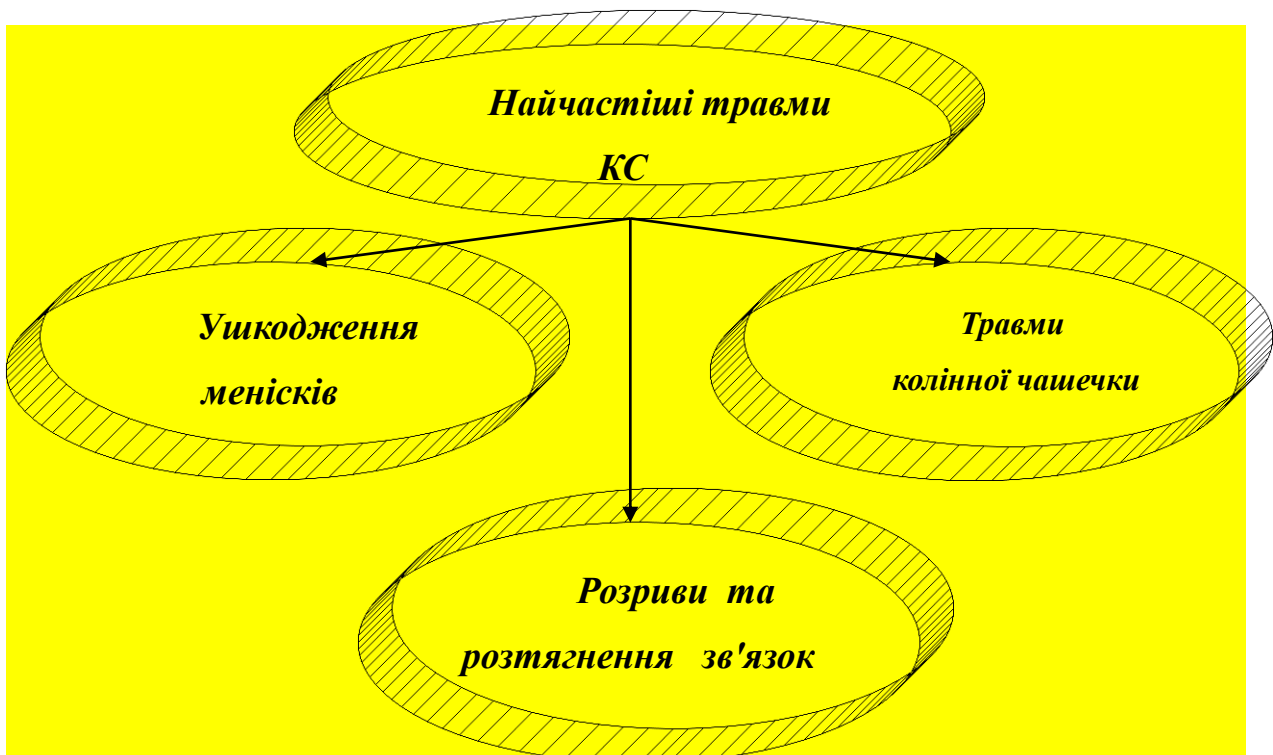 Найчастіші травми
КС
Ушкодження
менісків
Травми
колінної чашечки
Розриви та
розтягнення зв'язок